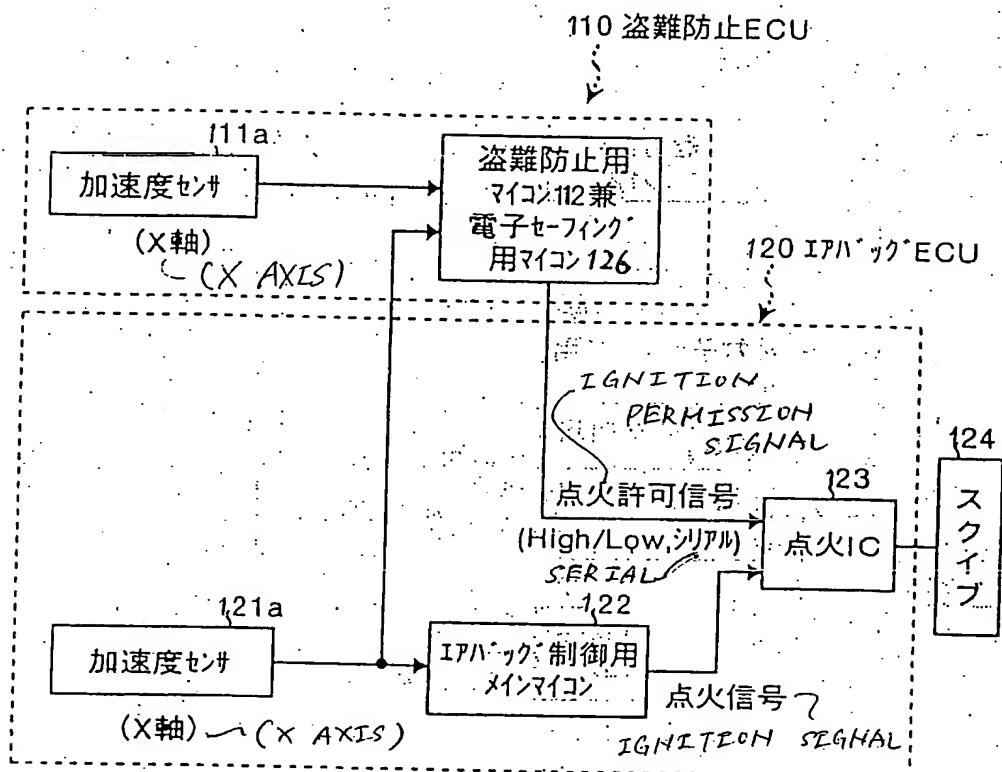 110 盗難防止ECU
111a
加速度センサ
(X軸)
(X AXIS)
盗難防止用
マイコン112兼
電子セーフィング
用マイコン126
120 エアバッグECU
IGNITION
PERMISSION
SIGNAL
点火許可信号
(High/Low,シリアル)
SERIAL
123
点火IC
124
スクイブ
121a
加速度センサ
(X軸)
(X AXIS)
122
エアバッグ制御用
メインマイコン
点火信号
IGNITION SIGNAL